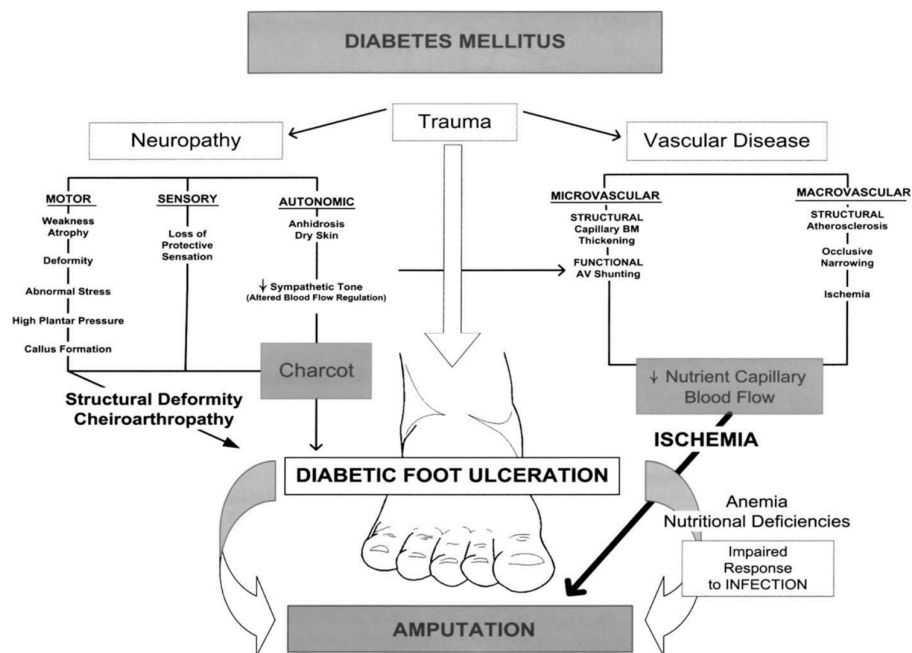 DIABETES MELLITUS
Trauma
Neuropathy
Vascular Disease
MOTOR
Weakness
Atrophy
Deformity
Abnormal Stress
High Plantar Pressure
Callus Formation
SENSORY
Loss of
Protective
Sensation
AUTONOMIC
Anhidrosis
Dry Skin
↓ Sympathetic Tone
(Altered Blood Flow Regulation)
MICROVASCULAR
STRUCTURAL
Capillary BM
Thickening
FUNCTIONAL
AV Shunting
MACROVASCULAR
STRUCTURAL
Atherosclerosis
Occlusive
Narrowing
Ischemia
Charcot
↓ Nutrient Capillary
Blood Flow
Structural Deformity
Cheiroarthropathy
ISCHEMIA
DIABETIC FOOT ULCERATION
Anemia
Nutritional Deficiencies
Impaired
Response
to INFECTION
AMPUTATION